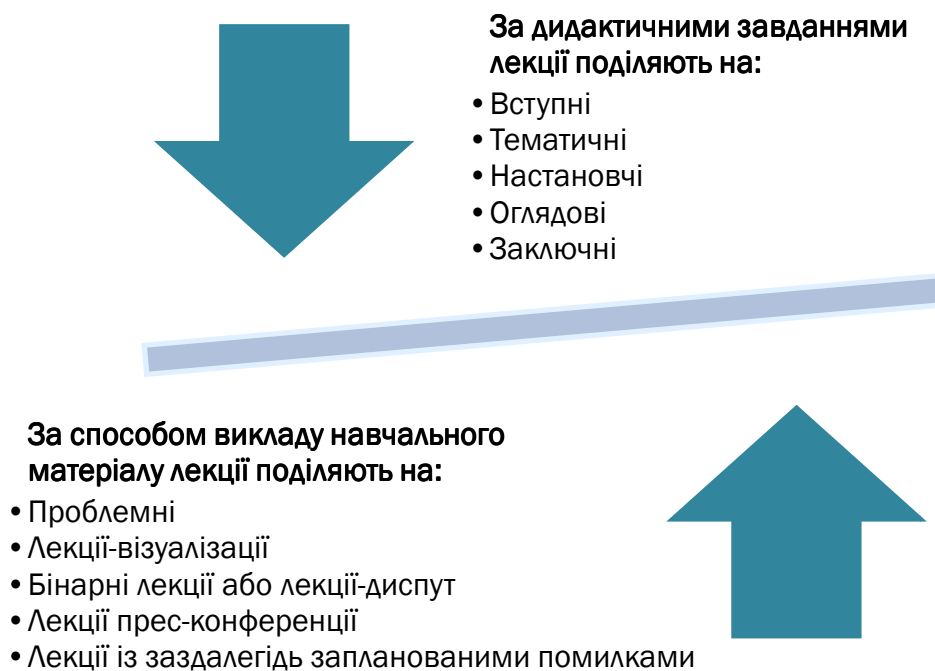 За дидактичними завданнями
лекції поділяють на:
• Вступні
• Тематичні
• Настановчі
• Оглядові
• Заключні
За способом викладу навчального
матеріалу лекції поділяють на:
• Проблемні
• Лекції-візуалізації
• Бінарні лекції або лекції-диспут
• Лекції прес-конференції
• Лекції із заздалегідь запланованими помилками